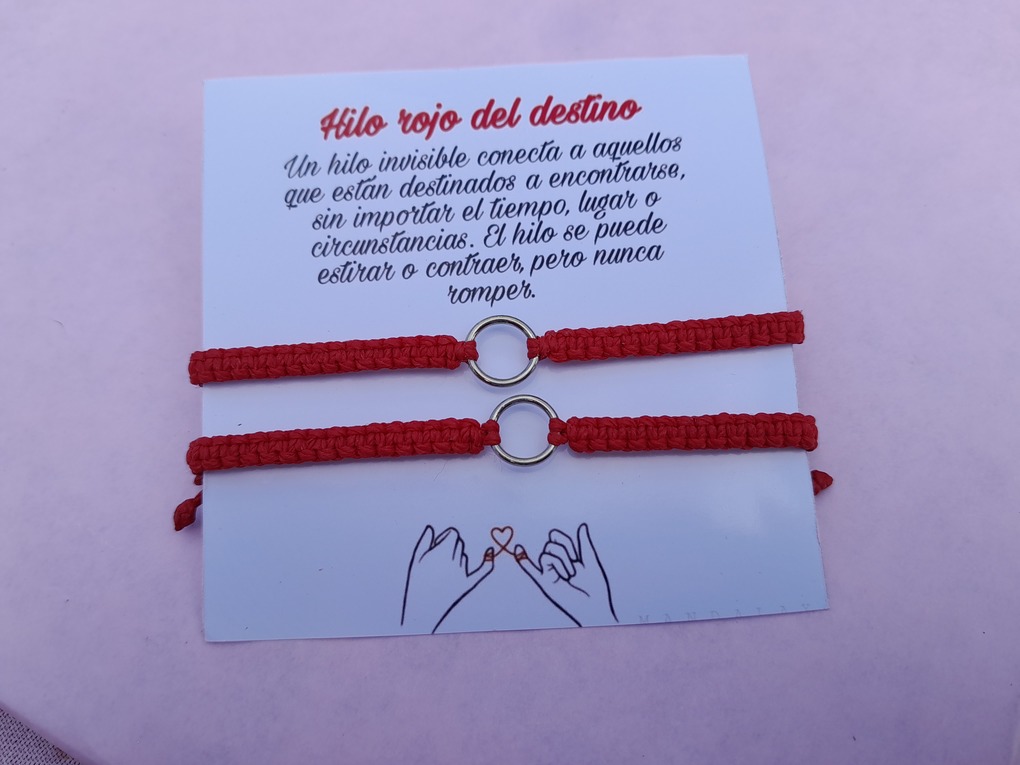 Hilo rojo del destino
Un hilo invisible conecta a aquellos
que están destinados a encontrarse,
sin importar el tiempo, lugar o
circunstancias. El hilo se puede
estirar o contraer, pero nunca
romper.